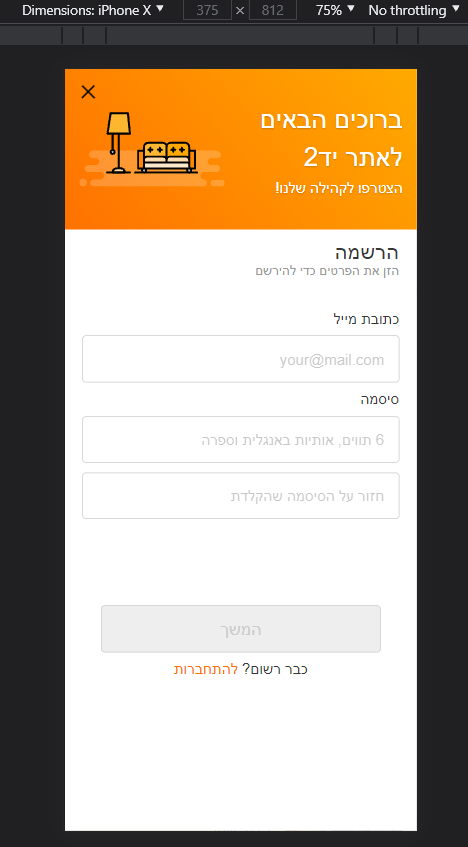 Dimensions: iPhone X ▼ 375 × 812 75% ▼ No throttling ▼
ברוכים הבאים
לאתר יד2
הצטרפו לקהילה שלנו!
הרשמה
הזן את הפרטים כדי להירשם
כתובת מייל
your@mail.com
סיסמה
6 תווים, אותיות באנגלית וספרה
חזור על הסיסמה שהקלדת
המשך
כבר רשום? להתחברות